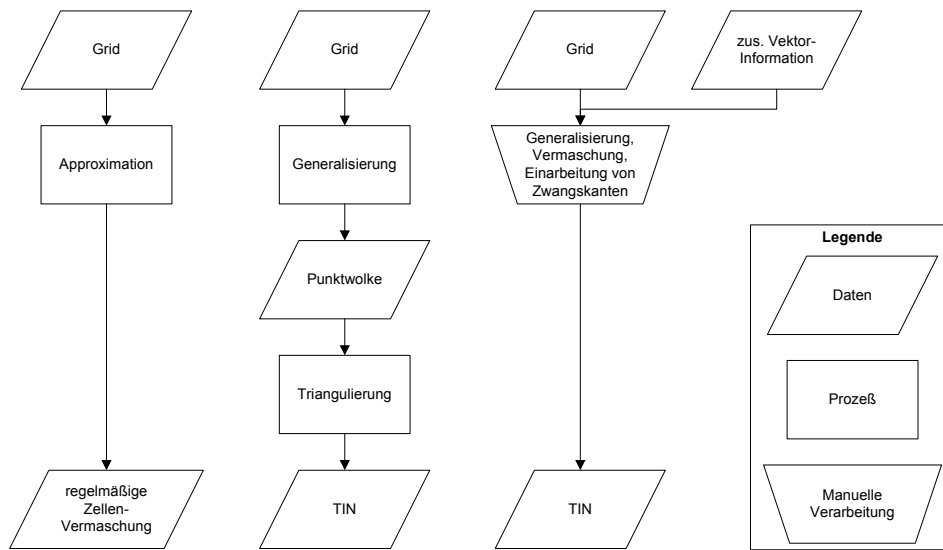 Grid
Grid
Grid
zus. Vektor-
Information
Approximation
Generalisierung
Generalisierung,
Vermaschung,
Einarbeitung von
Zwangskanten
Punktwolke
Triangulierung
regelmäßige
Zellen-
Vermaschung
TIN
TIN
Legende
Daten
Prozeß
Manuelle
Verarbeitung